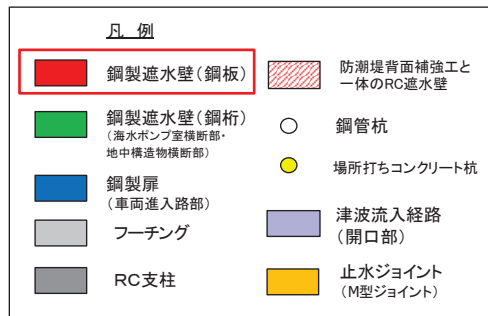 凡 例
鋼製遮水壁(鋼板)
鋼製遮水壁(鋼桁)
(海水ポンプ室横断部・
地中構造物横断部)
鋼製扉
(車両進入路部)
フーチング
RC支柱
防潮堤背面補強工と
一体のRC遮水壁
鋼管杭
場所打ちコンクリート杭
津波流入経路
(開口部)
止水ジョイント
(M型ジョイント)